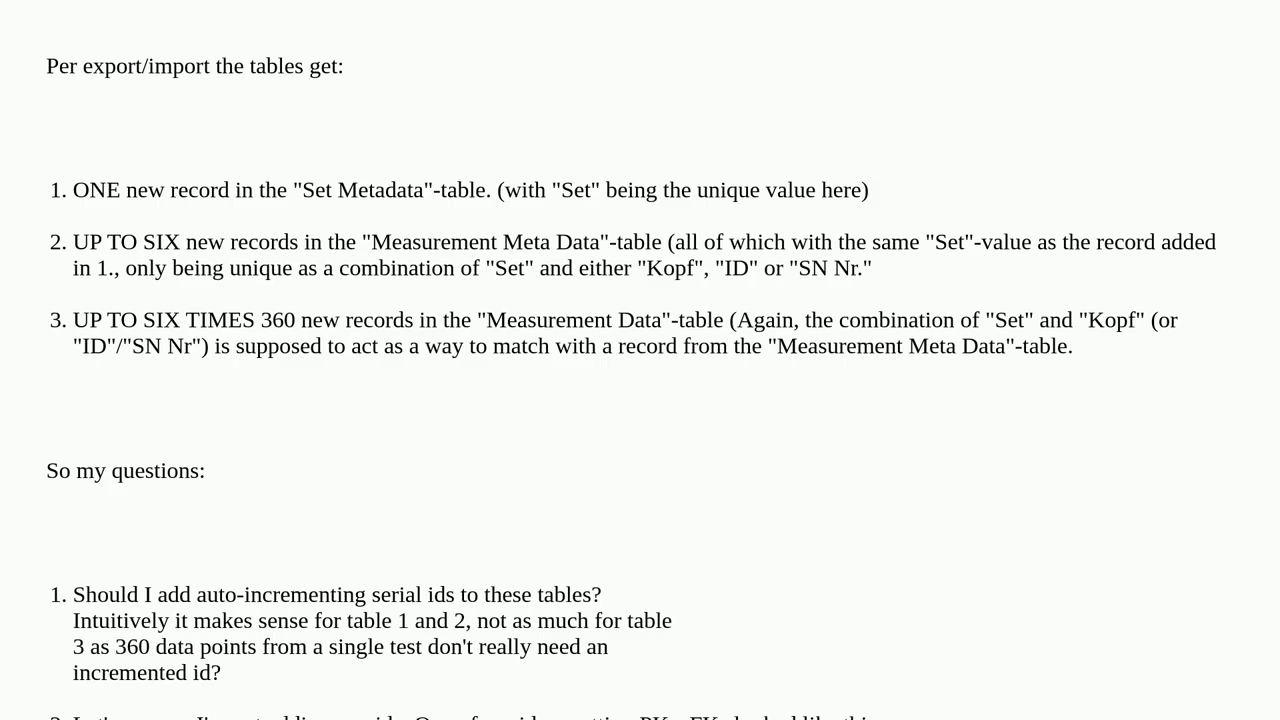 Per export/import the tables get:
1. ONE new record in the "Set Metadata"-table. (with "Set" being the unique value here)
2. UP TO SIX new records in the "Measurement Meta Data"-table (all of which with the same "Set"-value as the record added
in 1., only being unique as a combination of "Set" and either "Kopf", "ID" or "SN Nr."
3. UP TO SIX TIMES 360 new records in the "Measurement Data"-table (Again, the combination of "Set" and "Kopf" (or
"ID"/"SN Nr") is supposed to act as a way to match with a record from the "Measurement Meta Data"-table.
So my questions:
1. Should I add auto-incrementing serial ids to these tables?
Intuitively it makes sense for table 1 and 2, not as much for table
3 as 360 data points from a single test don't really need an
incremented id?